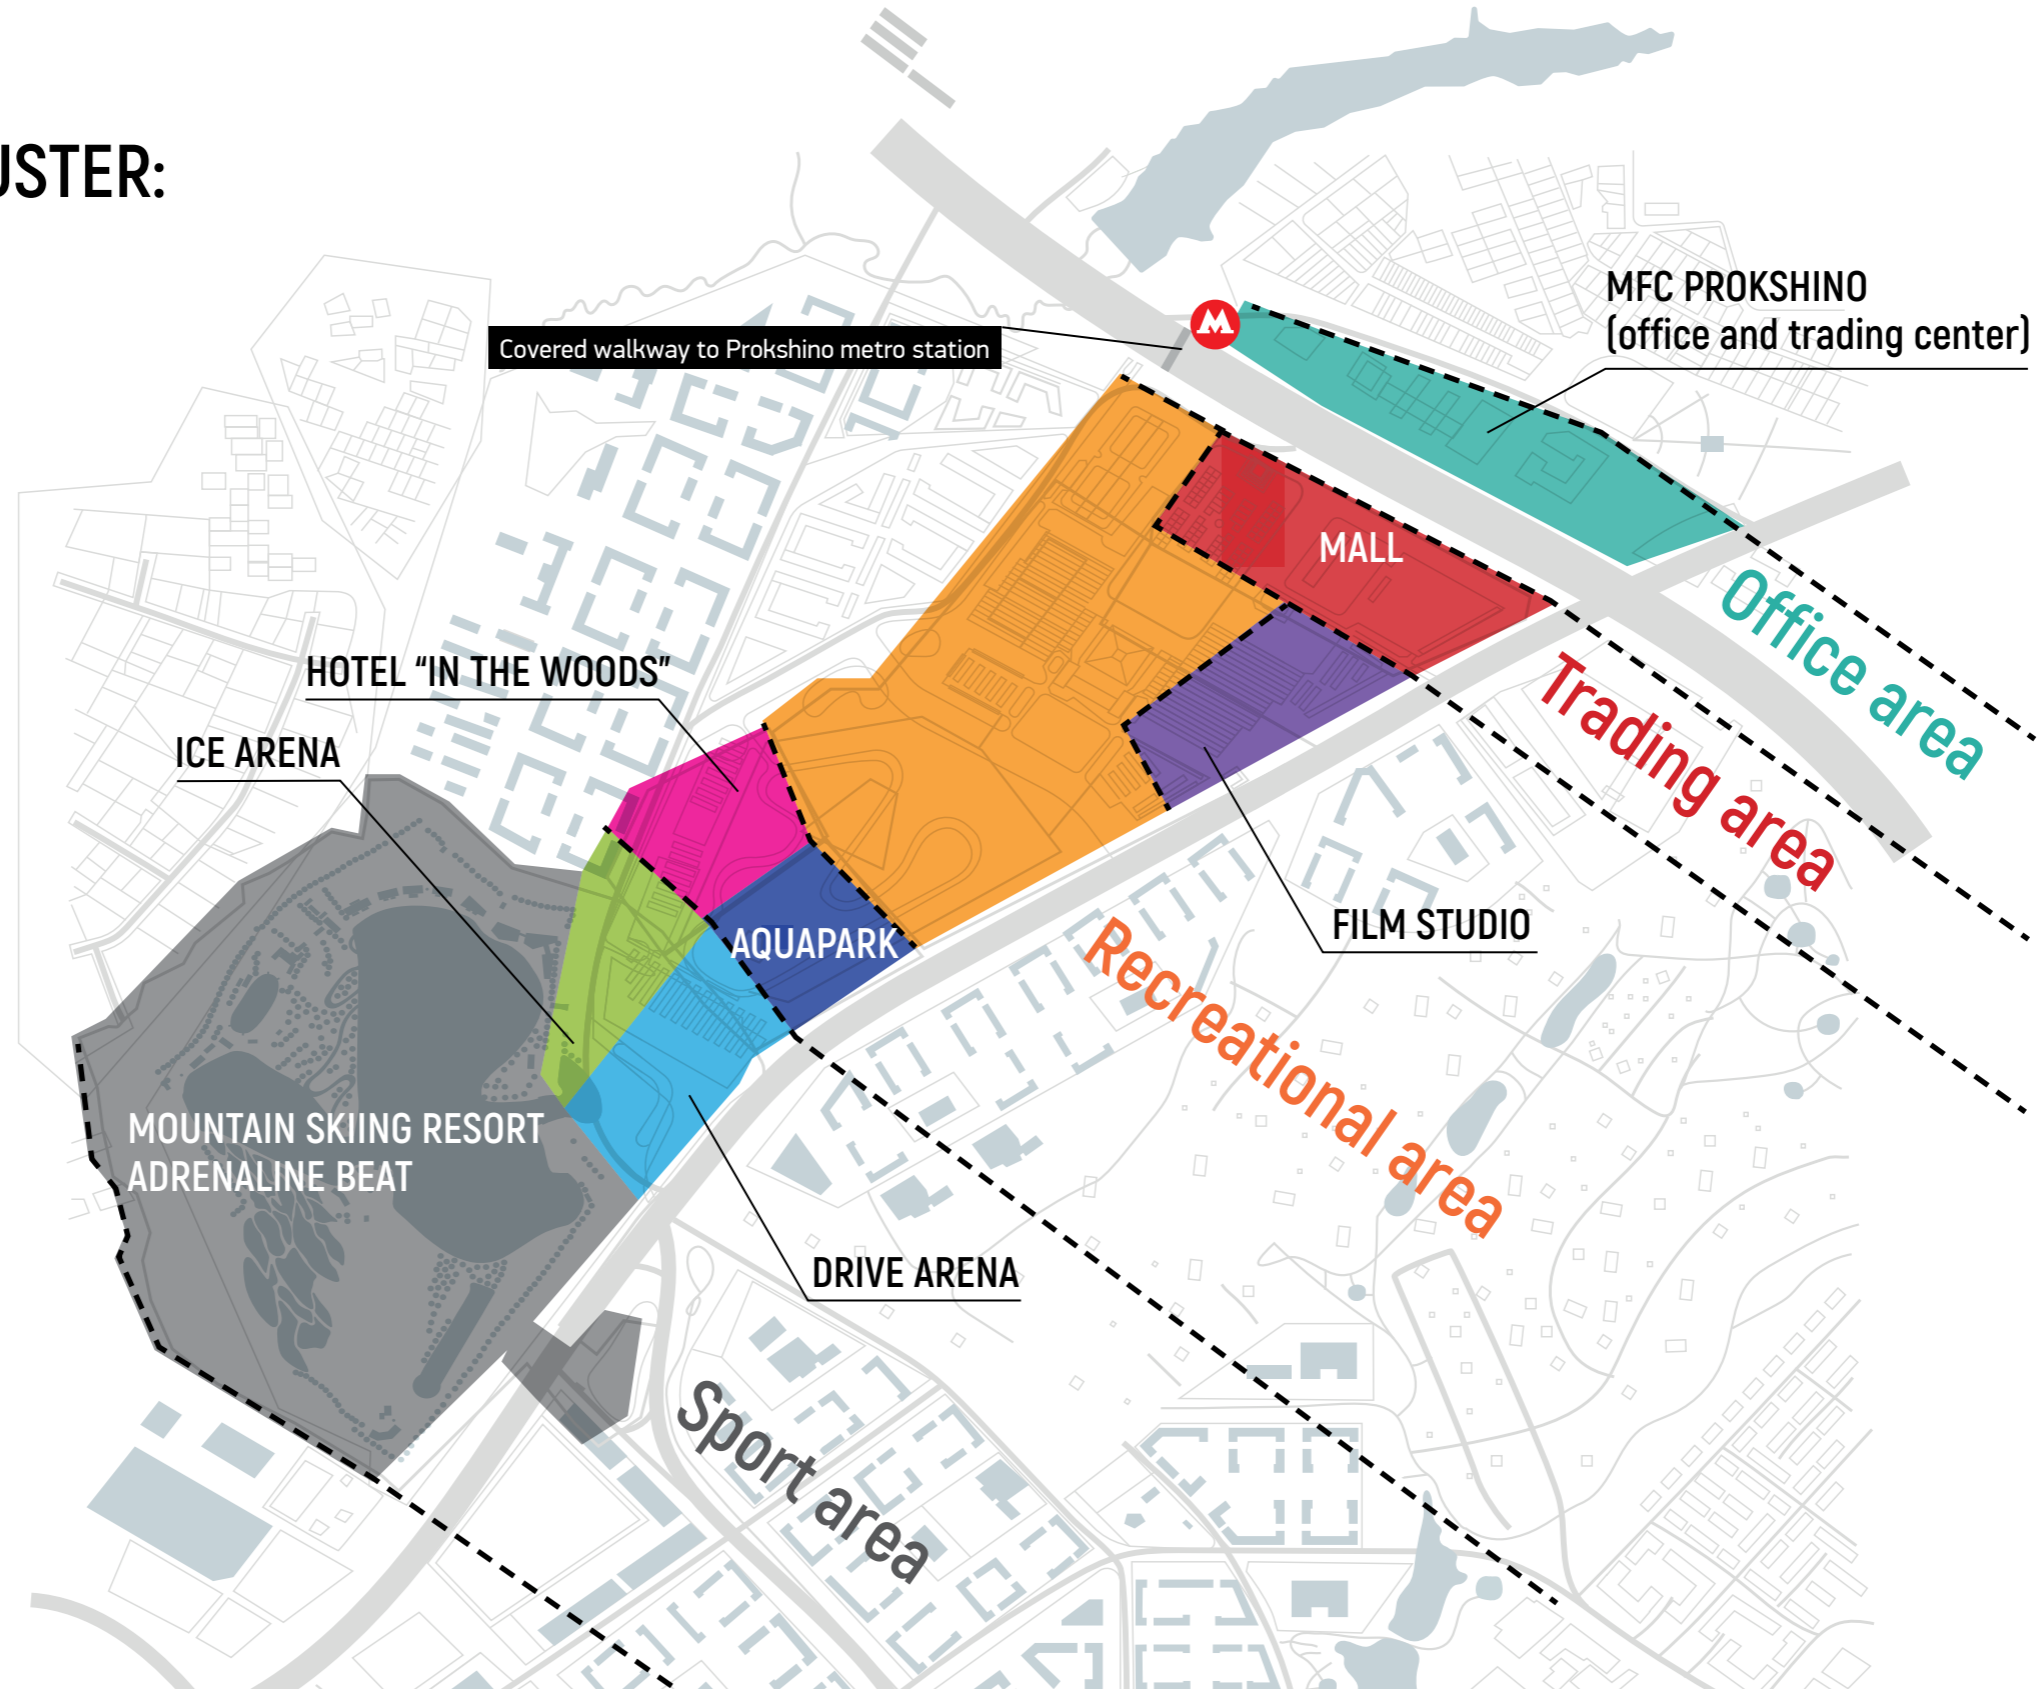 USTER:
MFC PROKSHINO
(office and trading center)
Covered walkway to Prokshino metro station
MALL
Office area
HOTEL “IN THE WOODS”
Trading area
ICE ARENA
AQUAPARK
FILM STUDIO
Recreational area
MOUNTAIN SKIING RESORT
ADRENALINE BEAT
DRIVE ARENA
Sport area